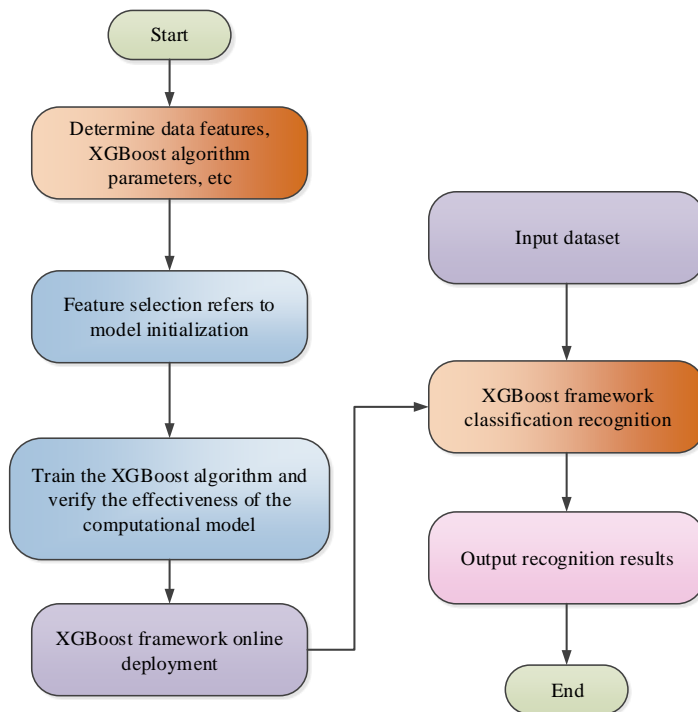 Start
Determine data features,
XGBoost algorithm
parameters, etc
Feature selection refers to
model initialization
Train the XGBoost algorithm and
verify the effectiveness of the
computational model
XGBoost framework online
deployment
Input dataset
XGBoost framework
classification recognition
Output recognition results
End